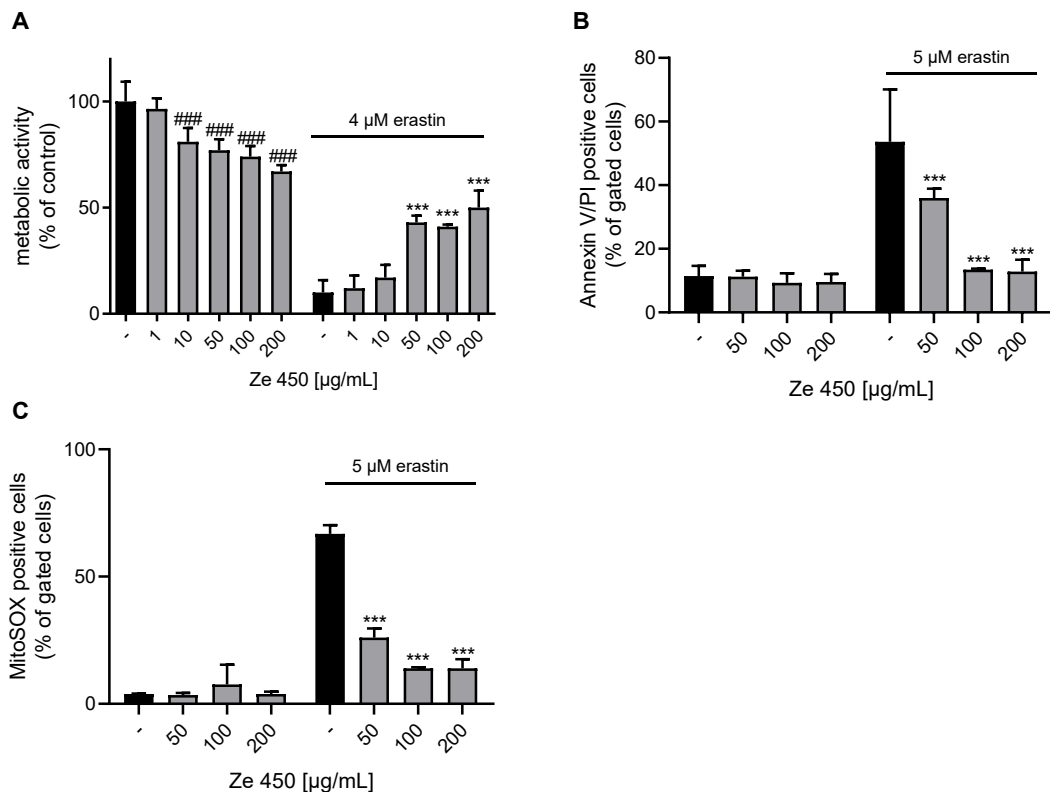 A
metabolic activity
(% of control)
100
50
0
###
###
###
###
4 µM erastin
***
***
***
- 1 10 50 100 200 - 1 10 50 100 200
Ze 450 [µg/mL]
B
Annexin V/PI positive cells
(% of gated cells)
80
60
40
20
0
5 µM erastin
***
***
***
- 50 100 200 - 50 100 200
Ze 450 [µg/mL]
C
MitoSOX positive cells
(% of gated cells)
100
50
0
5 µM erastin
***
***
***
- 50 100 200 - 50 100 200
Ze 450 [µg/mL]